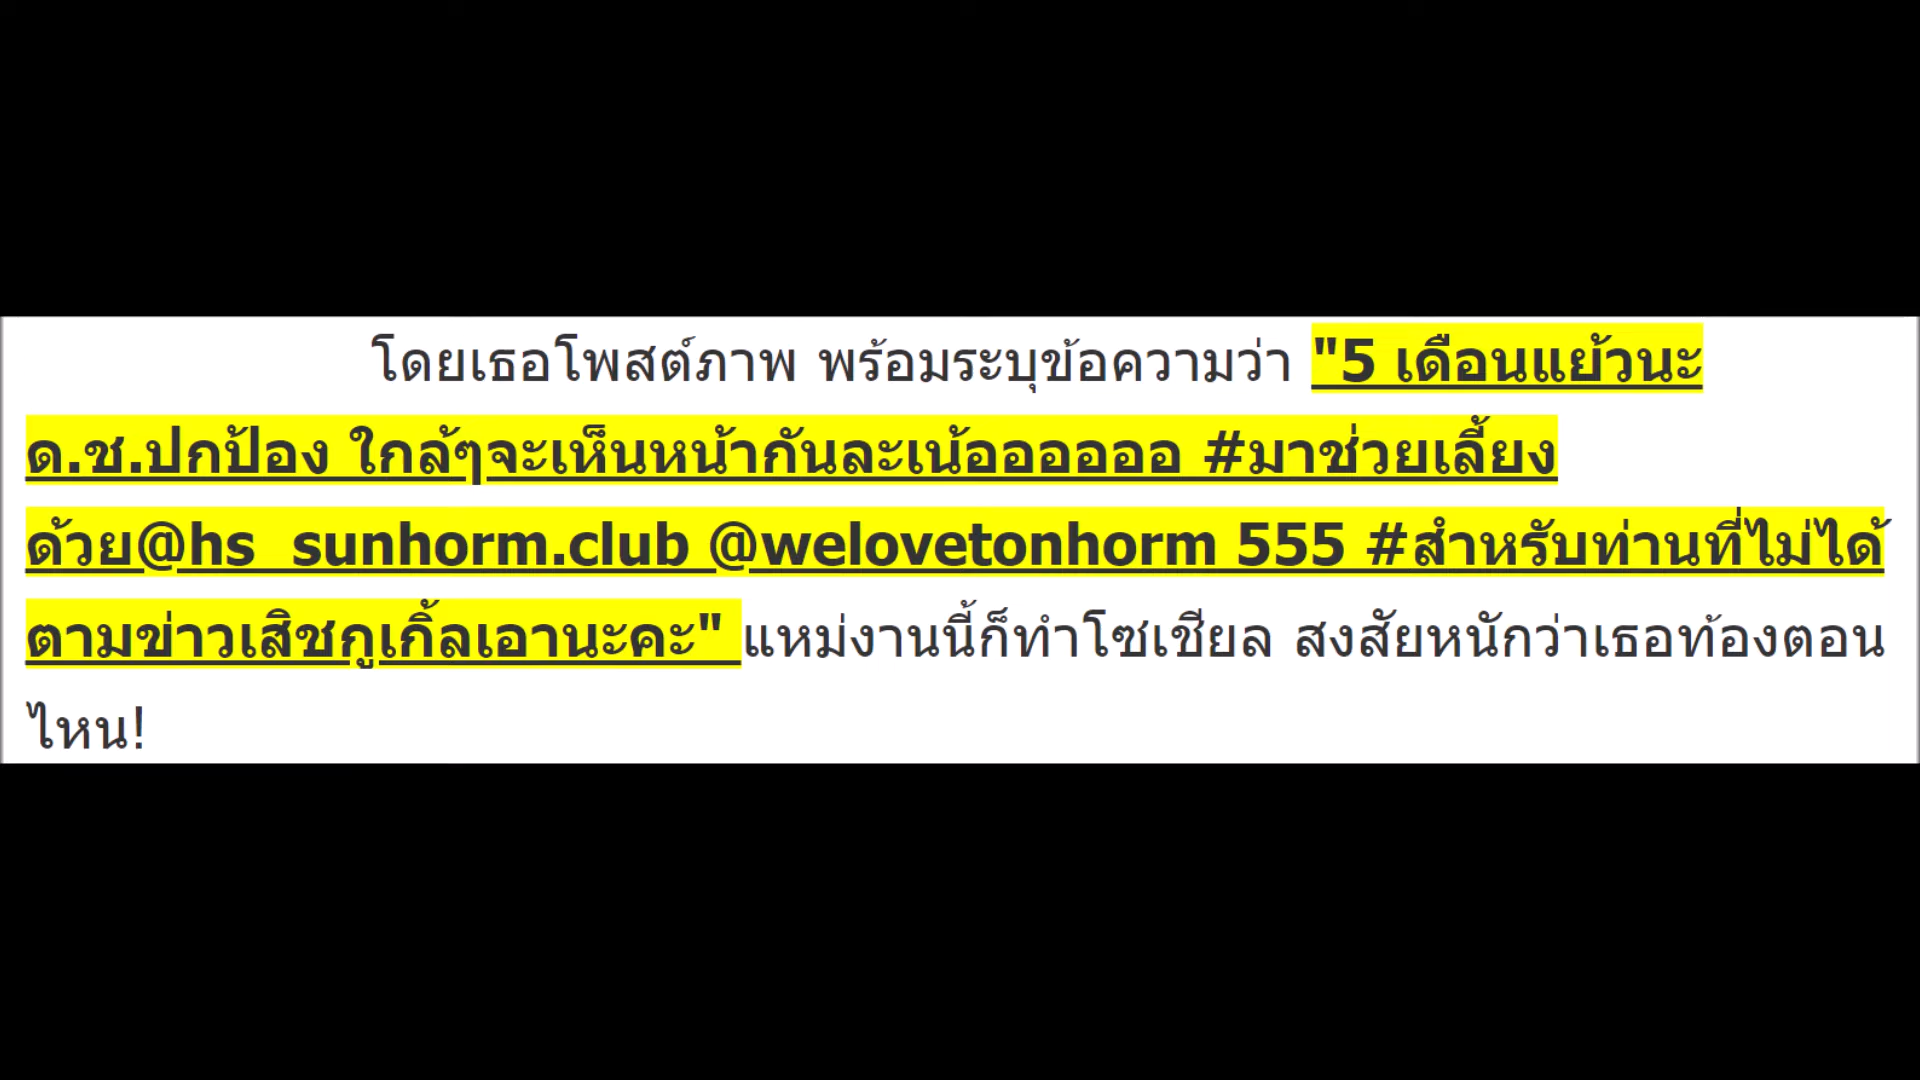 โดยเธอโพสต์ภาพ พร้อมระบุข้อความว่า "5 เดือนแย้วนะ
ด.ช.ปกป้อง ใกล้ๆจะเห็นหน้ากันละเน้ออออออ #มาช่วยเลี้ยง
ด้วย@hs_sunhorm.club @welovetonhorm 555 #สำหรับท่านที่ไม่ได้
ตามข่าวเสิชกูเกิ้ลเอานะคะ" แหม่งานนี้ก็ทำโซเชียล สงสัยหนักว่าเธอท้องตอน
ไหน!